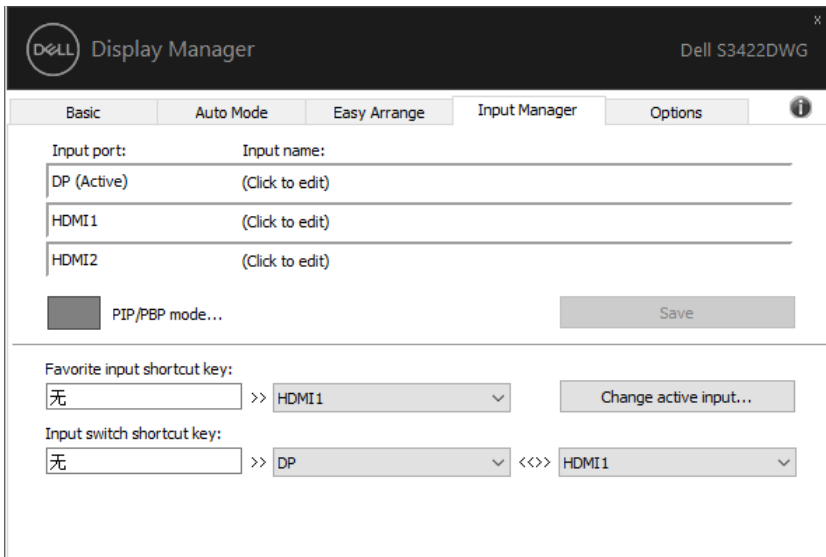 x
DELL Display Manager Dell S3422DWG
Basic Auto Mode Easy Arrange Input Manager Options i
Input port: Input name:
DP (Active) (Click to edit)
HDMI1 (Click to edit)
HDMI2 (Click to edit)
PIP/PBP mode... Save
Favorite input shortcut key:
无 >> HDMI1 Change active input...
Input switch shortcut key:
无 >> DP <<>> HDMI1